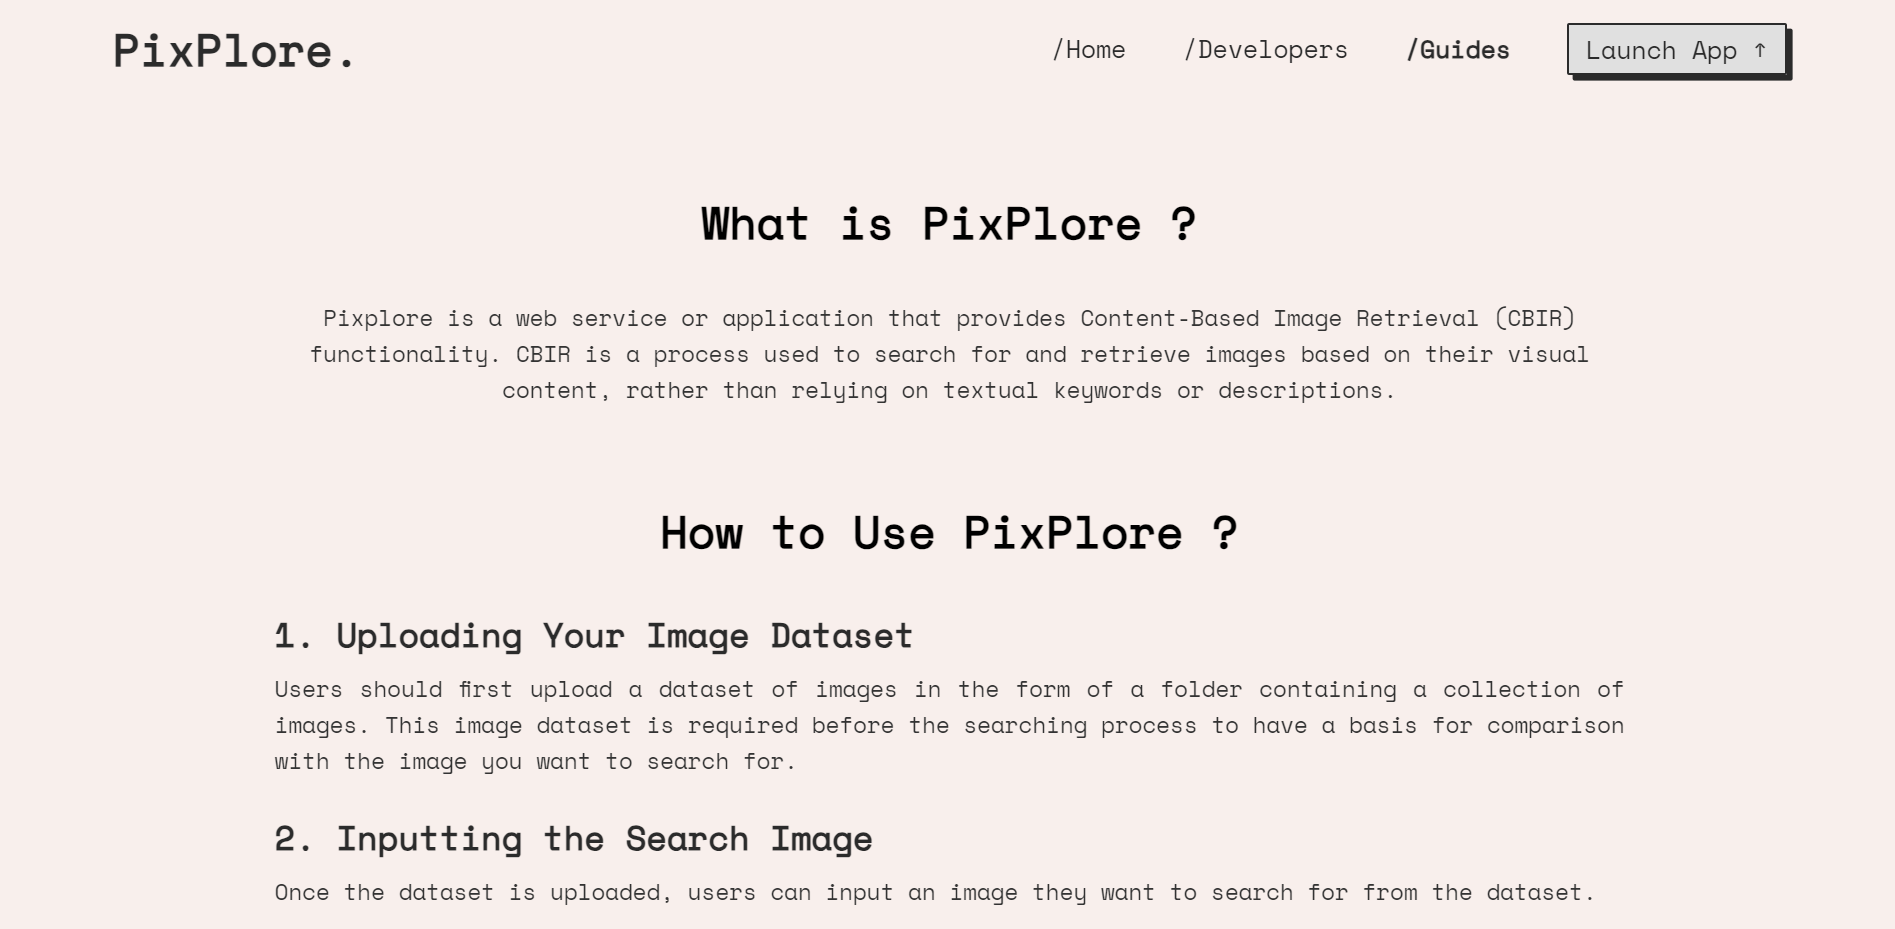 PixPlore.
/Home /Developers /Guides Launch App ↑
What is PixPlore ?
Pixplore is a web service or application that provides Content-Based Image Retrieval (CBIR)
functionality. CBIR is a process used to search for and retrieve images based on their visual
content, rather than relying on textual keywords or descriptions.
How to Use PixPlore ?
1. Uploading Your Image Dataset
Users should first upload a dataset of images in the form of a folder containing a collection of
images. This image dataset is required before the searching process to have a basis for comparison
with the image you want to search for.
2. Inputting the Search Image
Once the dataset is uploaded, users can input an image they want to search for from the dataset.